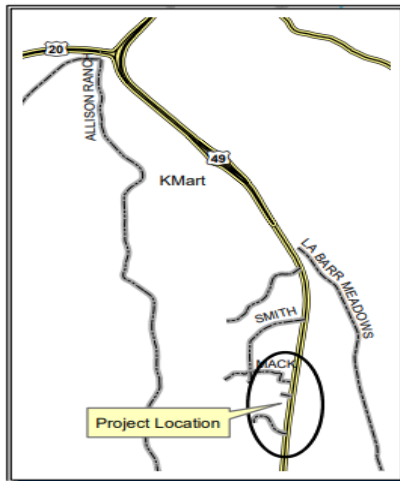 20
ALLISON RANCH
49
KMart
LA BARR MEADOWS
SMITH
MACK
Project Location